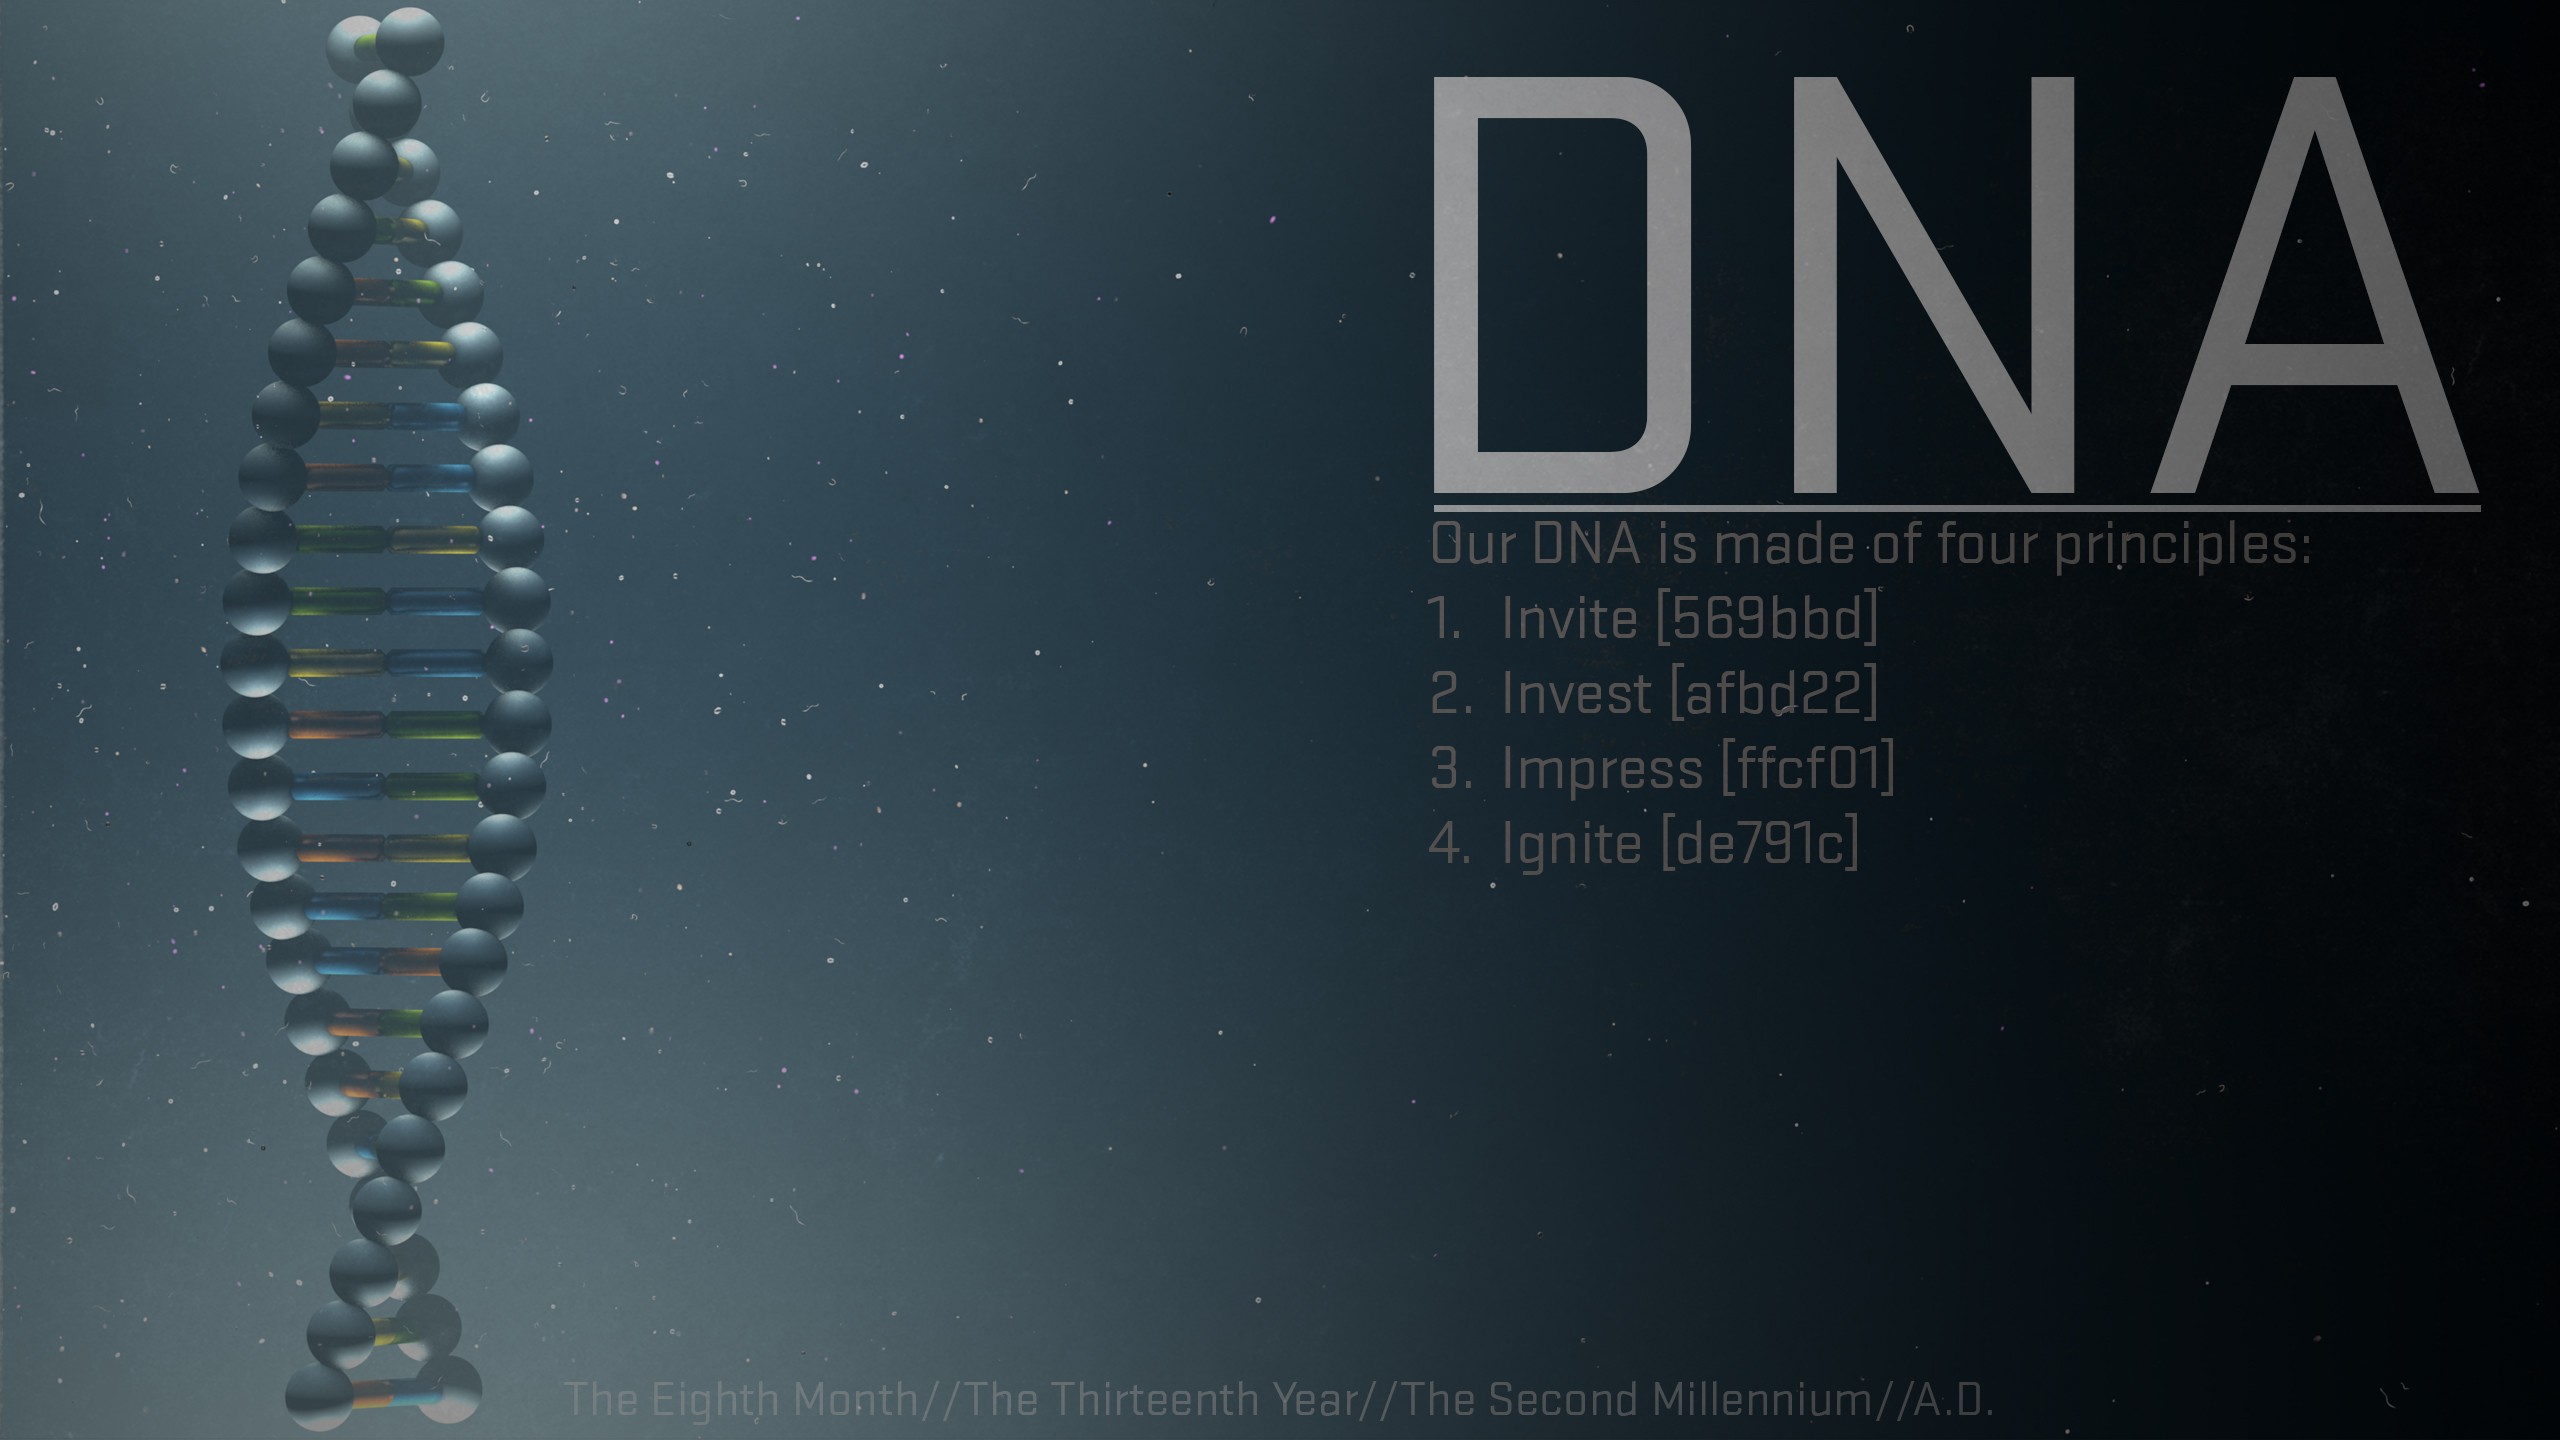 DNA
Our DNA is made of four principles:
1. Invite [569bbd]
2. Invest [afbd22]
3. Impress [ffcf01]
4. Ignite [de791c]
The Eighth Month//The Thirteenth Year//The Second Millennium//A.D.